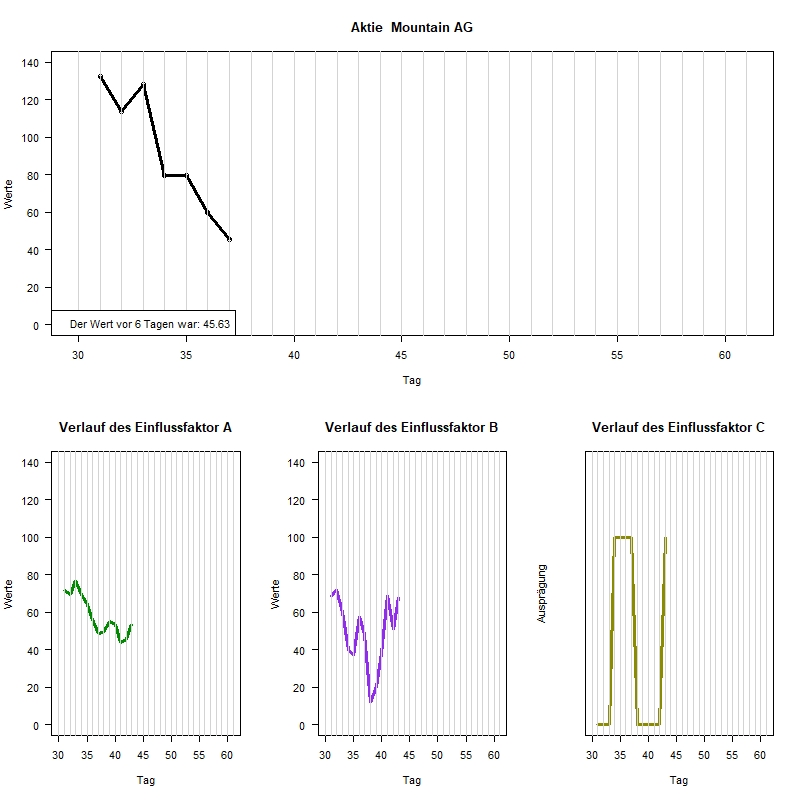 Aktie  Mountain AG
140
120
100
80
60
40
20
0
Werte
Der Wert vor 6 Tagen war: 45.63
30 35 40 45 50 55 60
Tag
Verlauf des Einflussfaktor A
140
120
100
80
60
40
20
0
Werte
30 35 40 45 50 55 60
Tag
Verlauf des Einflussfaktor B
140
120
100
80
60
40
20
0
Werte
30 35 40 45 50 55 60
Tag
Verlauf des Einflussfaktor C
Ausprägung
30 35 40 45 50 55 60
Tag